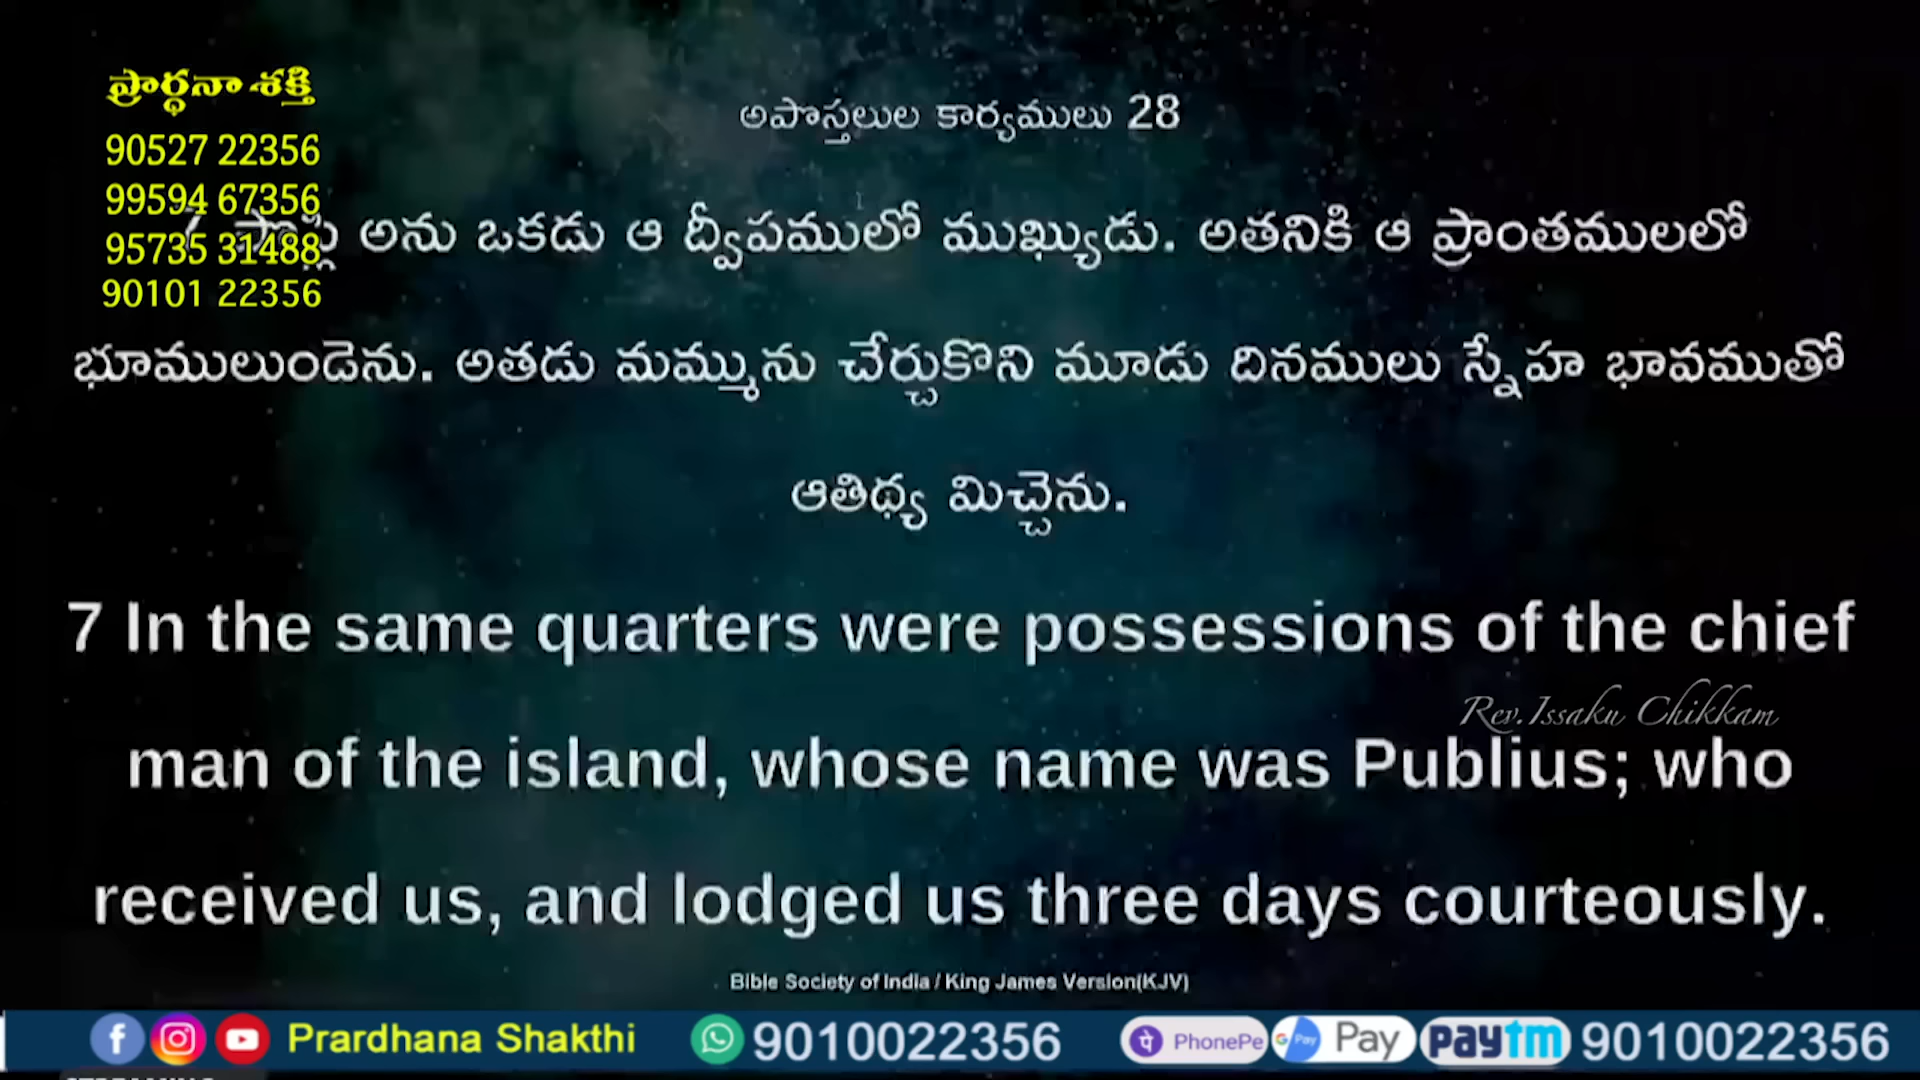 ప్రార్ధనా శక్తి
90527 22356
99594 67356
95735 31488
90101 22356
అపొస్తలుల కార్యములు 28
7 పొప్లి అను ఒకడు ఆ ద్వీపములో ముఖ్యుడు. అతనికి ఆ ప్రాంతములలో
భూములుండెను. అతడు మమ్మును చేర్చుకొని మూడు దినములు స్నేహ భావముతో
ఆతిథ్య మిచ్చెను.
7 In the same quarters were possessions of the chief
Rev.Issaku Chikkam
man of the island, whose name was Publius; who
received us, and lodged us three days courteously.
Bible Society of India / King James Version(KJV)
Prardhana Shakthi 9010022356 PhonePe G Pay Pay paytm 9010022356